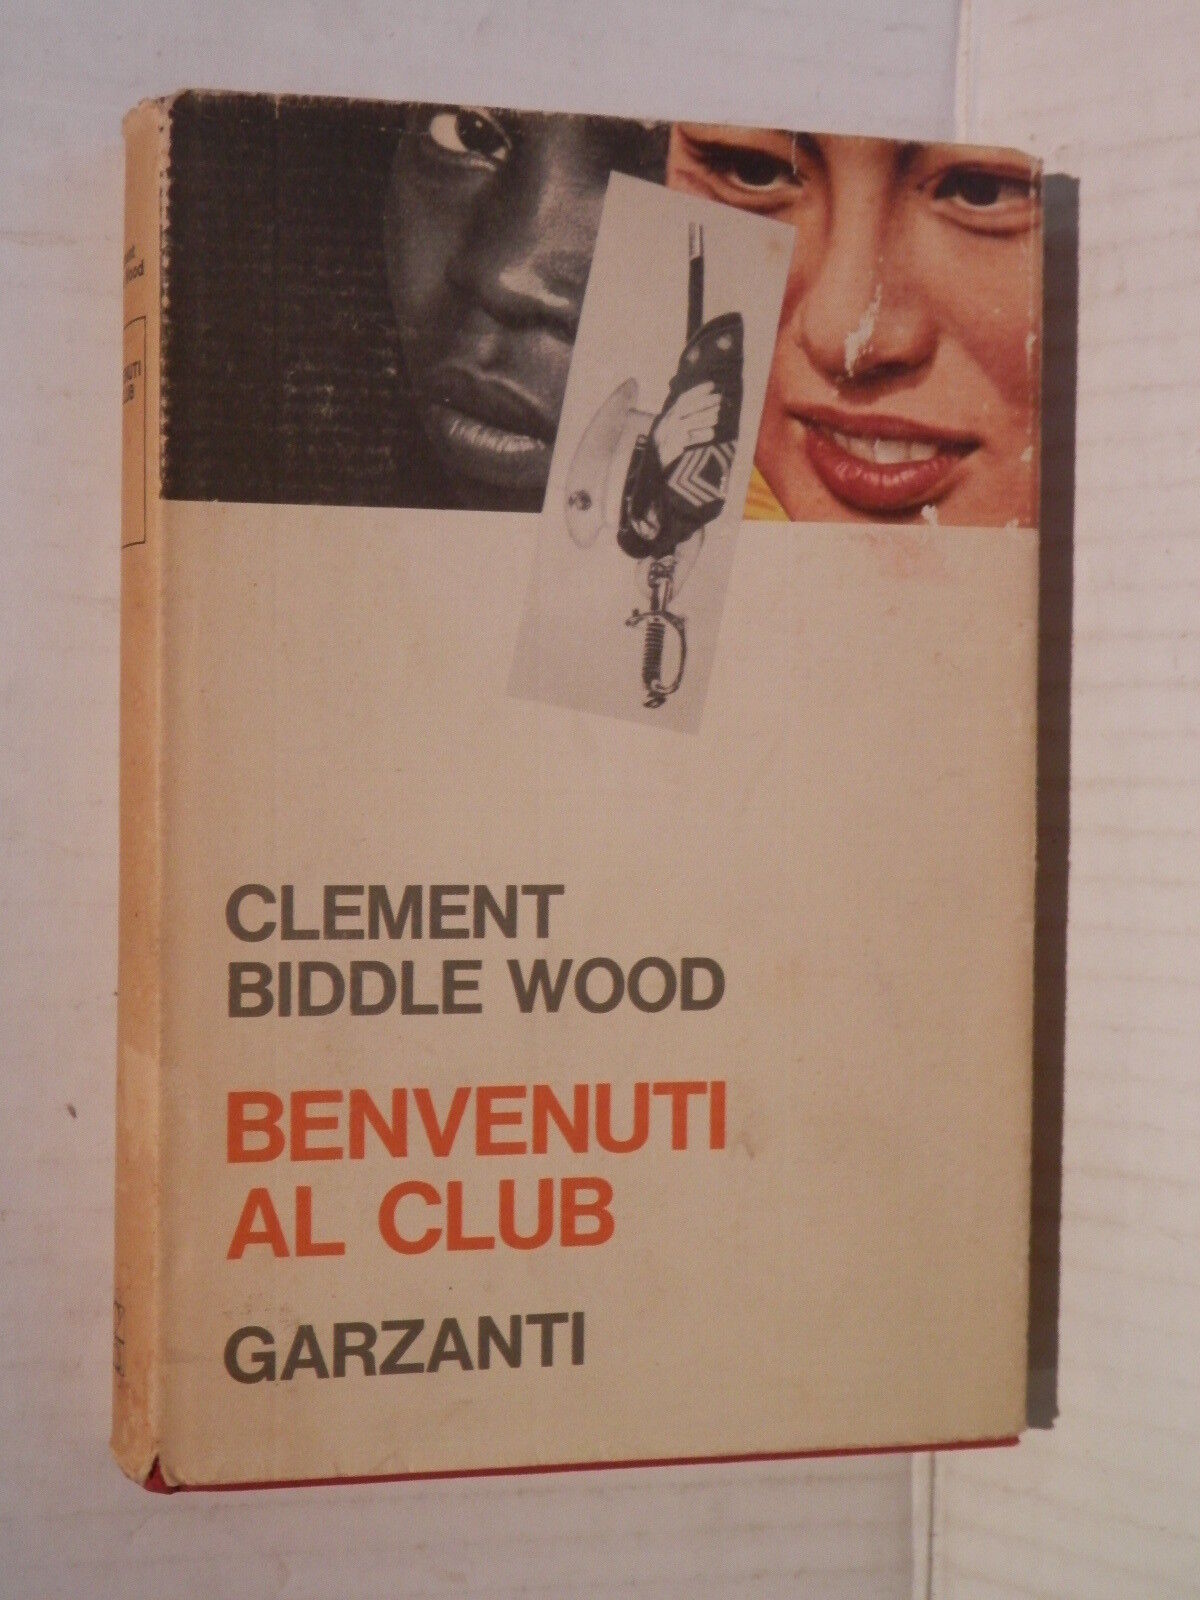 CLEMENT
BIDDLE WOOD
BENVENUTI
AL CLUB
GARZANTI